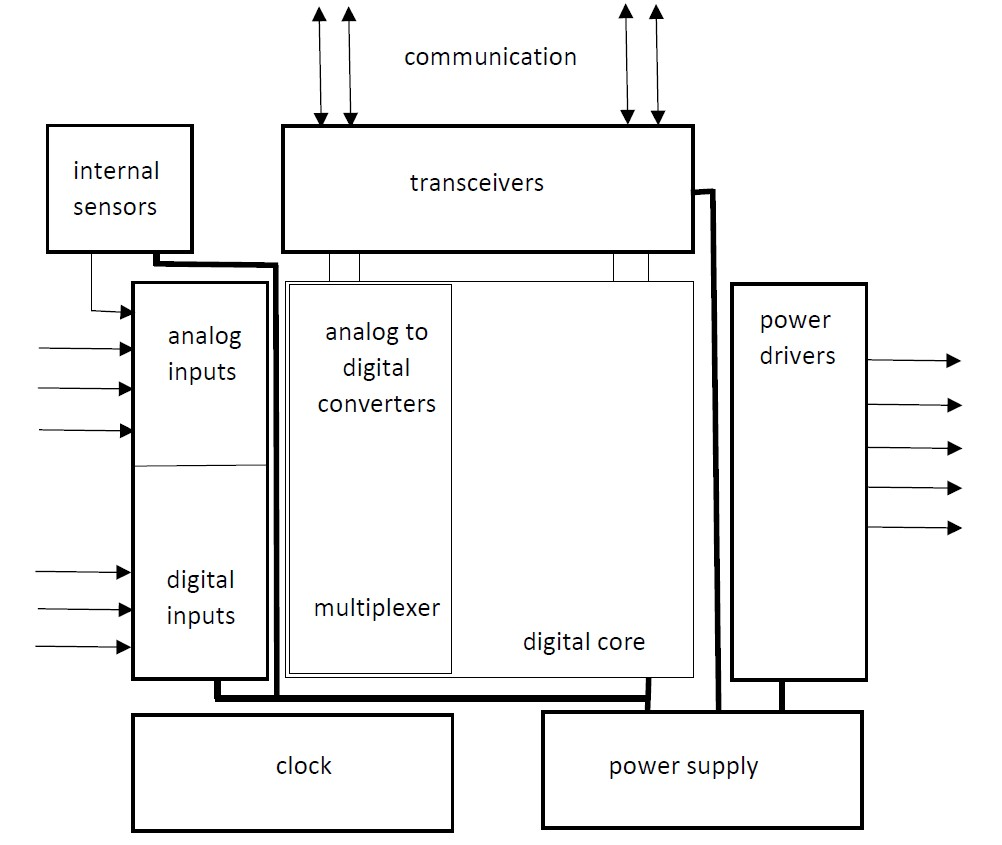 communication
internal
sensors
transceivers
analog
inputs
analog to
digital
converters
power
drivers
digital
inputs
multiplexer
digital core
clock
power supply